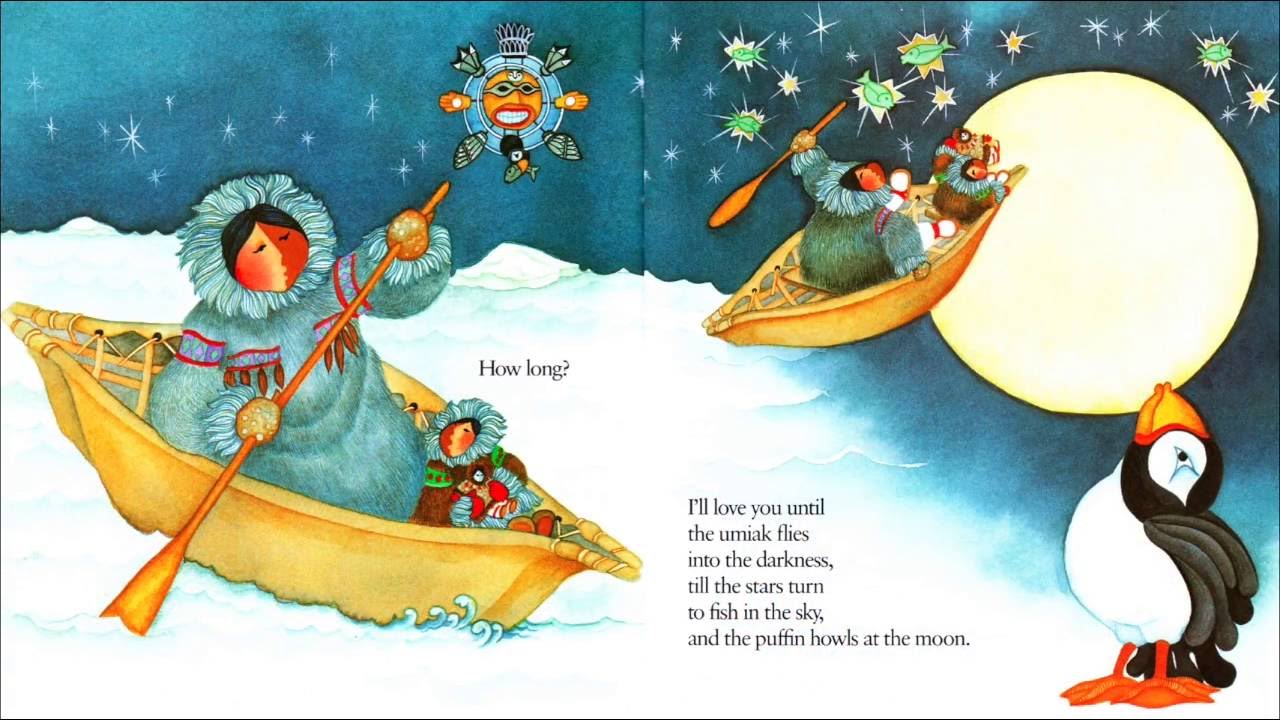 How long?
I'll love you until
the umiak flies
into the darkness,
till the stars turn
to fish in the sky,
and the puffin howls at the moon.